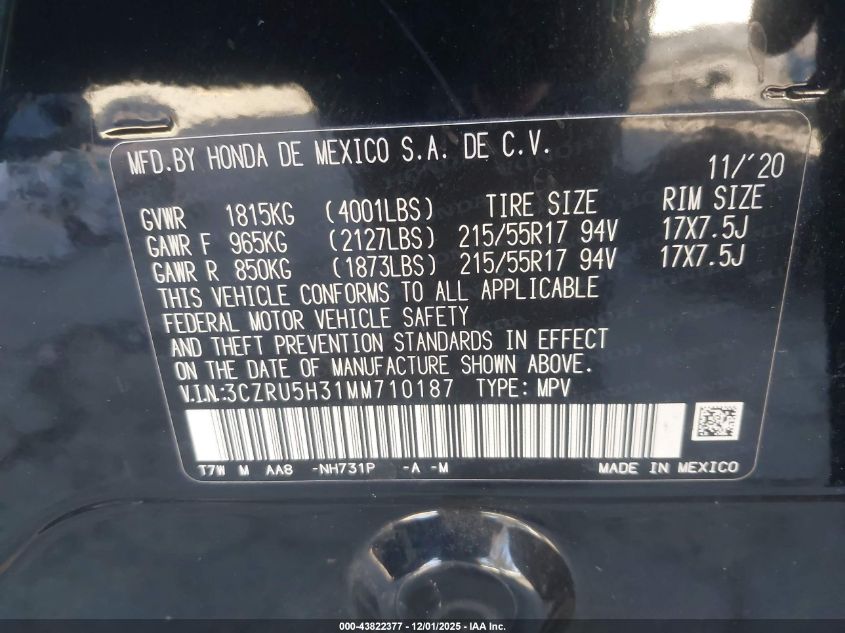 MFD.BY HONDA DE MEXICO S.A. DE C.V. 11/'20
GVWR 1815KG (4001LBS) TIRE SIZE RIM SIZE
GAWR F 965KG (2127LBS) 215/55R17 94V 17X7.5J
GAWR R 850KG (1873LBS) 215/55R17 94V 17X7.5J
THIS VEHICLE CONFORMS TO ALL APPLICABLE
FEDERAL MOTOR VEHICLE SAFETY
AND THEFT PREVENTION STANDARDS IN EFFECT
ON THE DATE OF MANUFACTURE SHOWN ABOVE.
V.I.N.:3CZRU5H31MM710187 TYPE: MPV
T7W M AA8 -NH731P -A -M MADE IN MEXICO
000-43822377 - 12/01/2025 - IAA Inc.